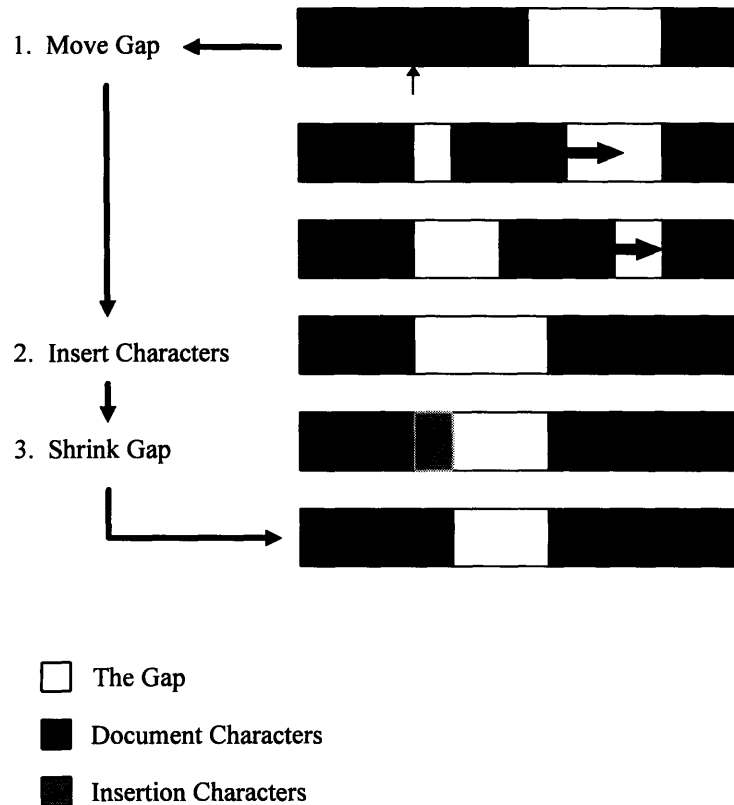 1. Move Gap
2. Insert Characters
3. Shrink Gap
The Gap
Document Characters
Insertion Characters